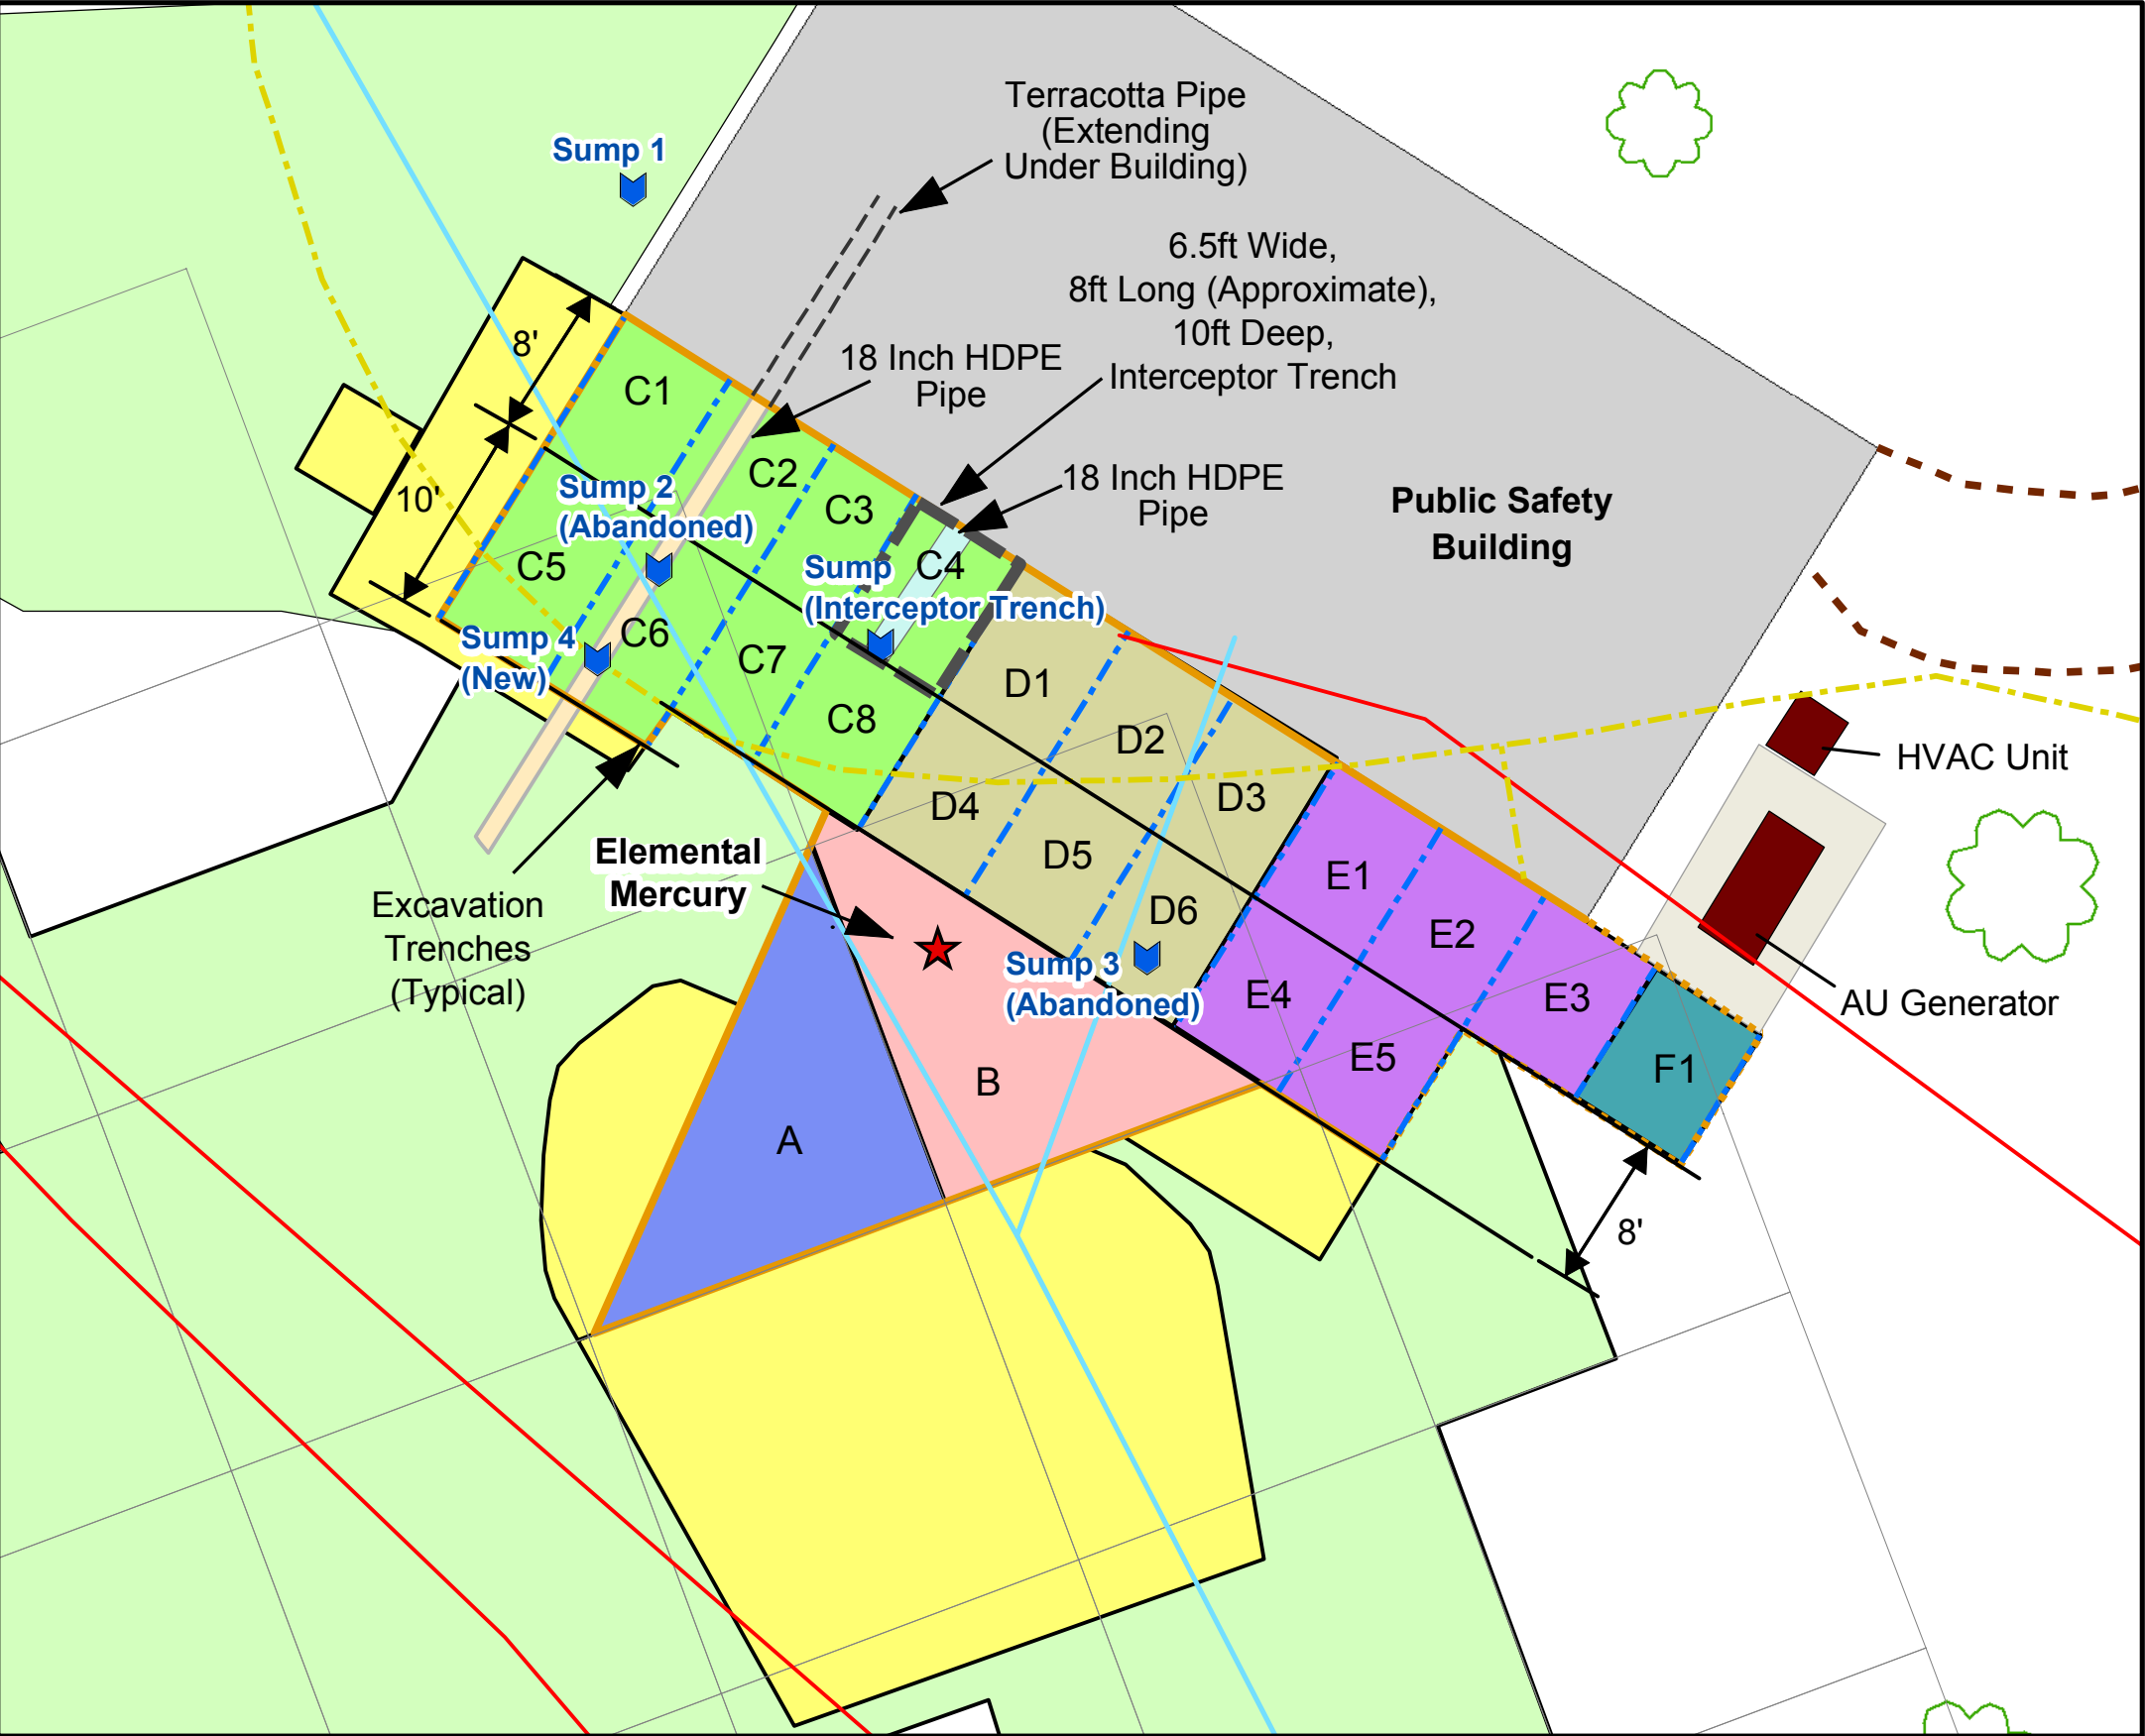 Terracotta Pipe
(Extending
Under Building)
Sump 1
6.5ft Wide,
8ft Long (Approximate),
10ft Deep,
Interceptor Trench
8'
18 Inch HDPE
Pipe
C1
C2
18 Inch HDPE
Pipe
Public Safety
Building
10'
Sump 2
(Abandoned)
C3
C5
Sump
(Interceptor Trench)
C4
Sump 4
(New)
C6
C7
D1
C8
D2
HVAC Unit
D4
D3
Elemental
Mercury
D5
E1
Excavation
Trenches
(Typical)
D6
E2
Sump 3
(Abandoned)
E4
E3
AU Generator
B
E5
F1
A
8'